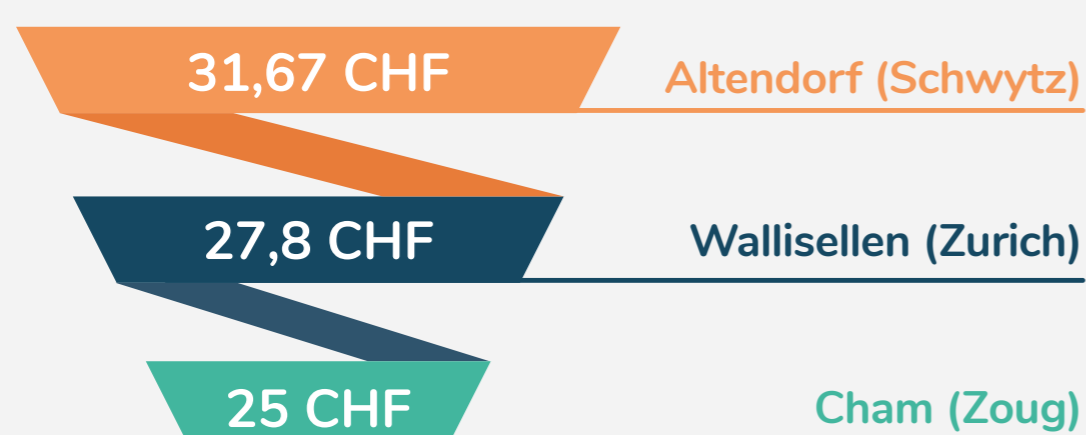 31,67 CHF
Altendorf (Schwytz)
27,8 CHF
Wallisellen (Zurich)
25 CHF
Cham (Zoug)